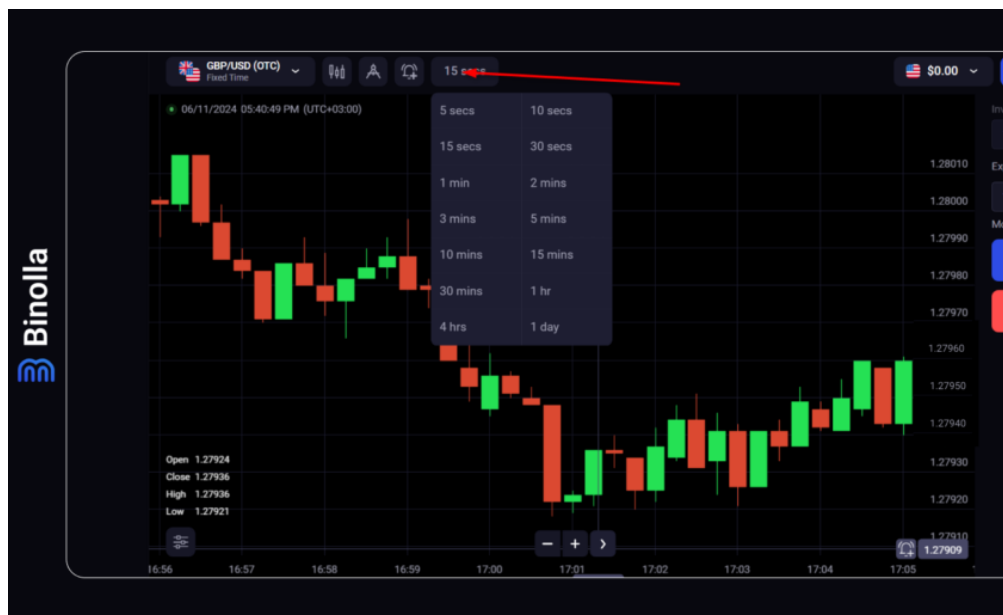 Binolla
GBP/USD (OTC)
Fixed Time
15 secs
$0.00
06/11/2024 05:40:49 PM (UTC+03:00)
5 secs 10 secs
15 secs 30 secs
1 min 2 mins
3 mins 5 mins
10 mins 15 mins
30 mins 1 hr
4 hrs 1 day
1.28010
1.28000
1.27990
1.27980
1.27970
1.27960
1.27950
1.27940
1.27930
1.27920
1.27910
1.27909
Open 1.27924
Close 1.27936
High 1.27936
Low 1.27921
16:56 16:57 16:58 16:59 17:00 17:01 17:02 17:03 17:04 17:05